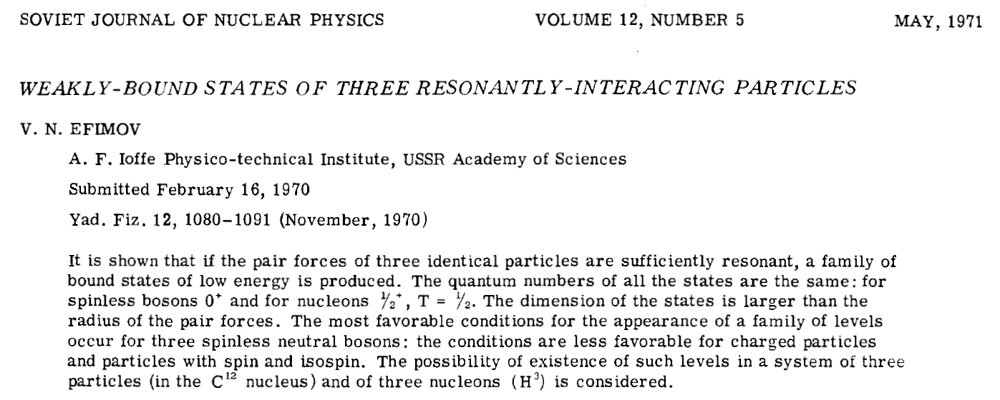 SOVIET JOURNAL OF NUCLEAR PHYSICS VOLUME 12, NUMBER 5 MAY, 1971
WEAKLY-BOUND STATES OF THREE RESONANTLY-INTERACTING PARTICLES
V. N. EFIMOV
A. F. Ioffe Physico-technical Institute, USSR Academy of Sciences
Submitted February 16, 1970
Yad. Fiz. 12, 1080–1091 (November, 1970)
It is shown that if the pair forces of three identical particles are sufficiently resonant, a family of
bound states of low energy is produced. The quantum numbers of all the states are the same: for
spinless bosons 0⁺ and for nucleons ½⁺, T = ½. The dimension of the states is larger than the
radius of the pair forces. The most favorable conditions for the appearance of a family of levels
occur for three spinless neutral bosons; the conditions are less favorable for charged particles
and particles with spin and isospin. The possibility of existence of such levels in a system of three
particles (in the C¹² nucleus) and of three nucleons (H³) is considered.